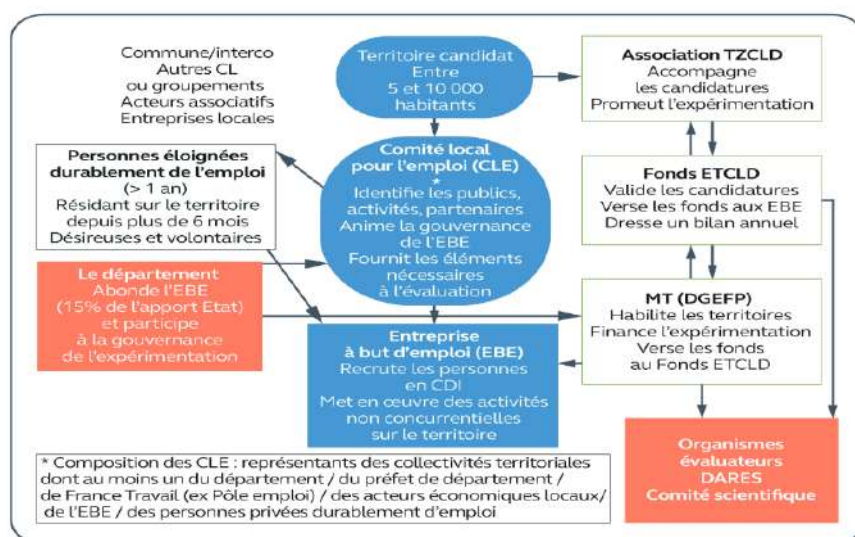 Commune/interco
Autres CL
ou groupements
Acteurs associatifs
Entreprises locales
Territoire candidat
Entre
5 et 10 000
habitants
Association TZCLD
Accompagne
les candidatures
Promeut l'expérimentation
Personnes éloignées
durablement de l'emploi
(> 1 an)
Résidant sur le territoire
depuis plus de 6 mois
Désireuses et volontaires
Comité local
pour l'emploi (CLE)
*
Identifie les publics,
activités, partenaires
Anime la gouvernance
de l'EBE
Fournit les éléments
nécessaires
à l'évaluation
Fonds ETCLD
Valide les candidatures
Verse les fonds aux EBE
Dresse un bilan annuel
Le département
Abonde l'EBE
(15% de l'apport Etat)
et participe
à la gouvernance
de l'expérimentation
MT (DGEFP)
Habilite les territoires
Finance l'expérimentation
Verse les fonds
au Fonds ETCLD
Entreprise
à but d'emploi (EBE)
Recrute les personnes
en CDI
Met en œuvre des activités
non concurrentielles
sur le territoire
Organismes
évaluateurs
DARES
Comité scientifique
* Composition des CLE : représentants des collectivités territoriales
dont au moins un du département / du préfet de département /
de France Travail (ex Pôle emploi) / des acteurs économiques locaux/
de l'EBE / des personnes privées durablement d'emploi